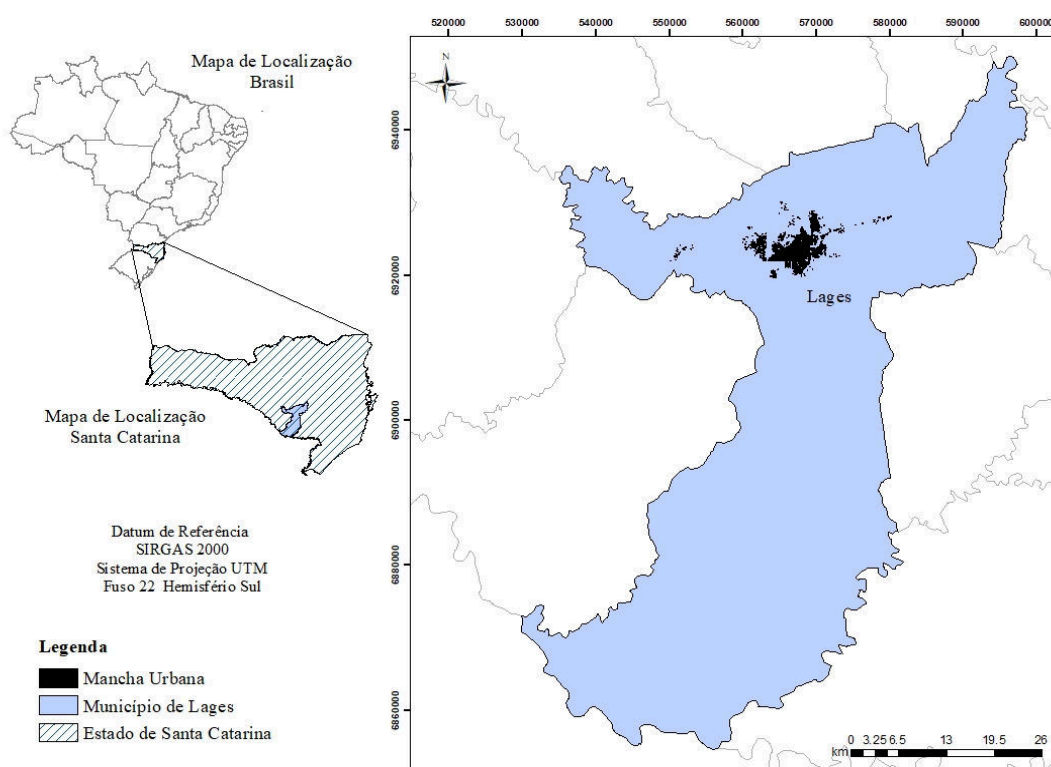 Mapa de Localização
Brasil
Mapa de Localização
Santa Catarina
Datum de Referência
SIRGAS 2000
Sistema de Projeção UTM
Fuso 22 Hemisfério Sul
Legenda
Mancha Urbana
Município de Lages
Estado de Santa Catarina
520000 530000 540000 550000 560000 570000 580000 590000 600000
N
6940000
6920000
6900000
6880000
6860000
Lages
km 0 3.25 6.5 13 19.5 26